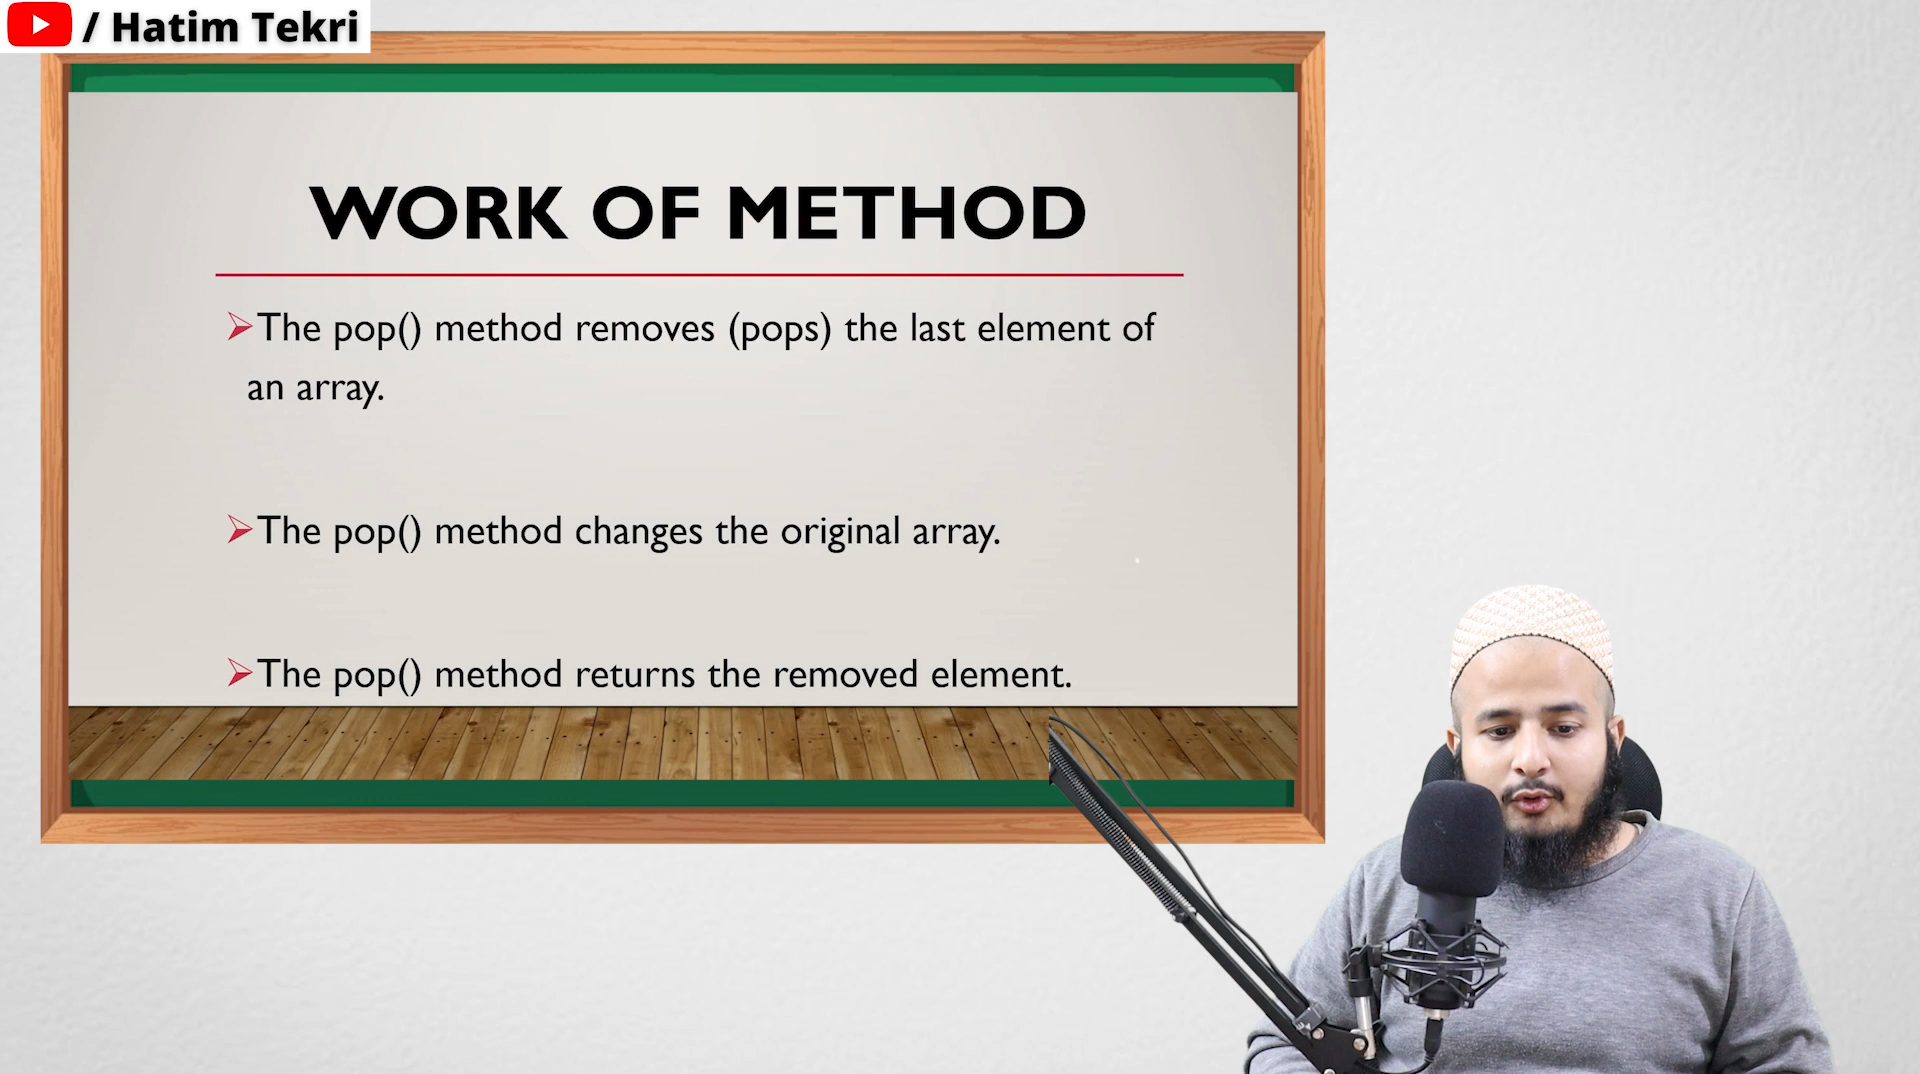 / Hatim Tekri
WORK OF METHOD
The pop() method removes (pops) the last element of
an array.
The pop() method changes the original array.
The pop() method returns the removed element.